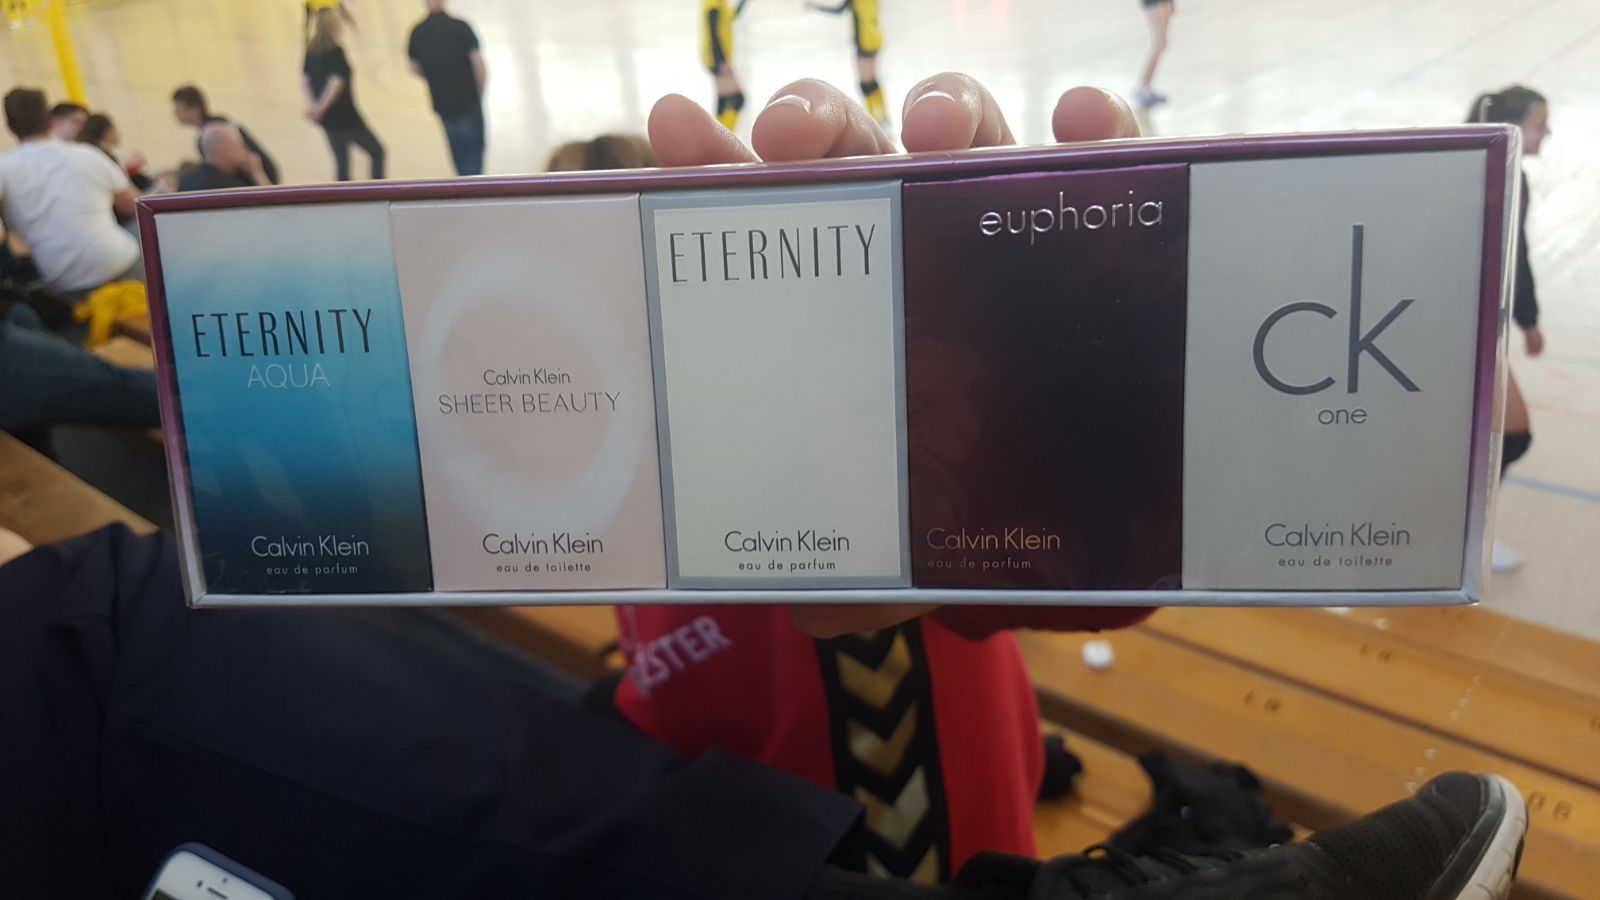 ETERNITY
AQUA
Calvin Klein
eau de parfum
Calvin Klein
SHEER BEAUTY
Calvin Klein
eau de toilette
ETERNITY
Calvin Klein
eau de parfum
euphoria
Calvin Klein
eau de parfum
ck
one
Calvin Klein
eau de toilette